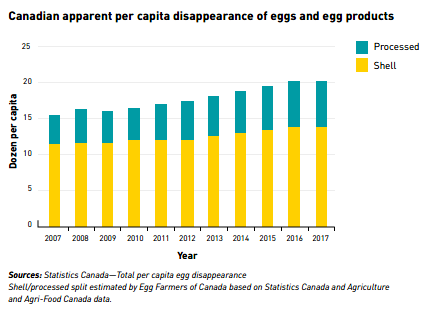 Canadian apparent per capita disappearance of eggs and egg products
Processed
Shell
Dozen per capita
25
20
15
10
5
0
2007 2008 2009 2010 2011 2012 2013 2014 2015 2016 2017
Year
Sources: Statistics Canada—Total per capita egg disappearance
Shell/processed split estimated by Egg Farmers of Canada based on Statistics Canada and Agriculture
and Agri-Food Canada data.